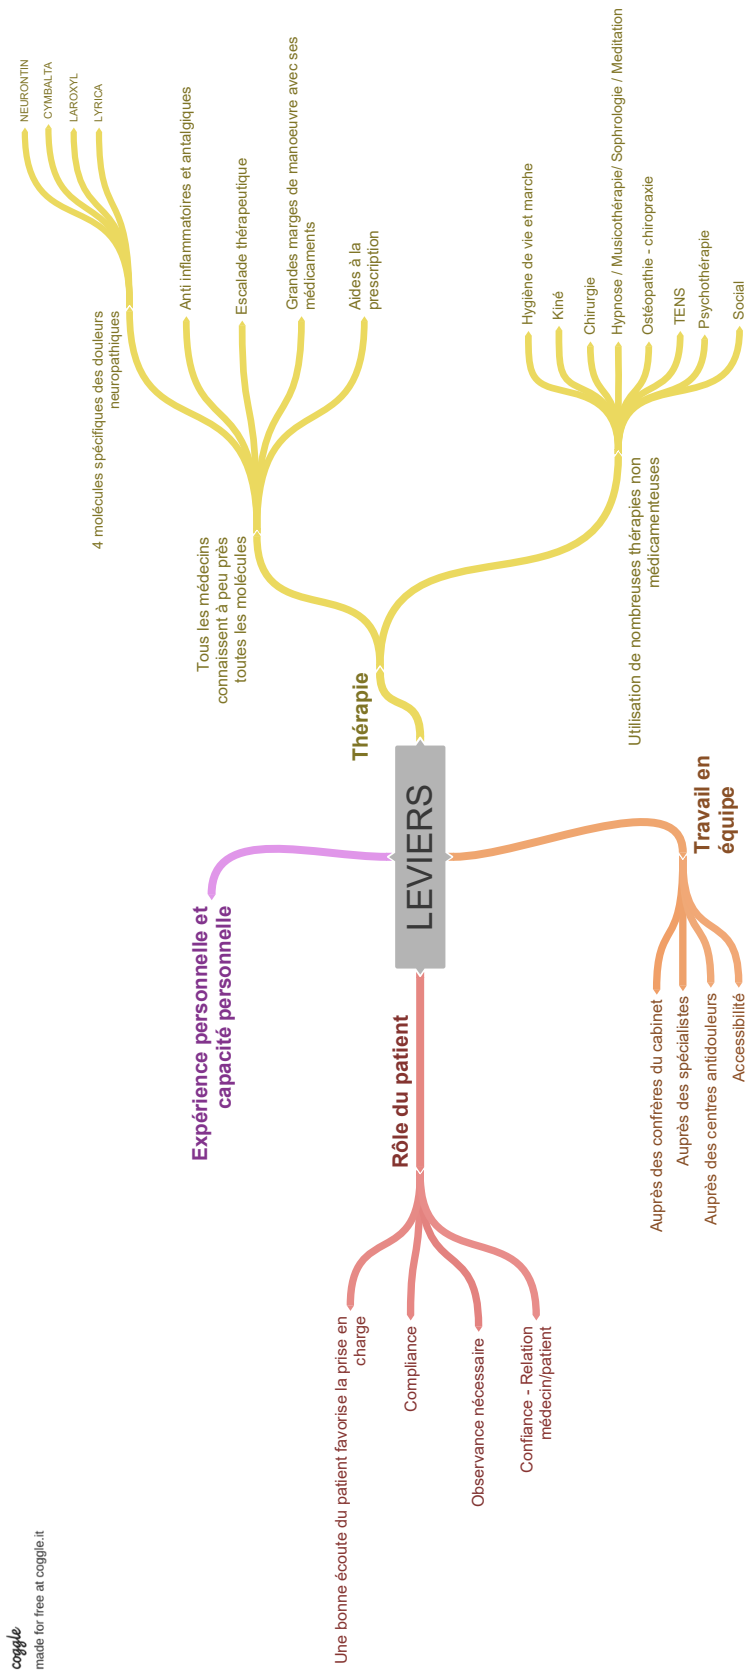 LEVIERS
Thérapie
Tous les médecins
connaissent à peu près
toutes les molécules
4 molécules spécifiques des douleurs
neuropathiques
NEURONTIN
CYMBALTA
LAROXYL
LYRICA
Anti inflammatoires et antalgiques
Escalade thérapeutique
Grandes marges de manoeuvre avec ses
médicaments
Aides à la
prescription
Utilisation de nombreuses thérapies non
médicamenteuses
Hygiène de vie et marche
Kiné
Chirurgie
Hypnose / Musicothérapie/ Sophrologie / Meditation
Ostéopathie - chiropraxie
TENS
Psychothérapie
Social
Travail en
équipe
Auprès des confrères du cabinet
Auprès des spécialistes
Auprès des centres antidouleurs
Accessibilité
Expérience personnelle et
capacité personnelle
Rôle du patient
Une bonne écoute du patient favorise la prise en
charge
Compliance
Observance nécessaire
Confiance - Relation
médecin/patient
coggle
made for free at coggle.it